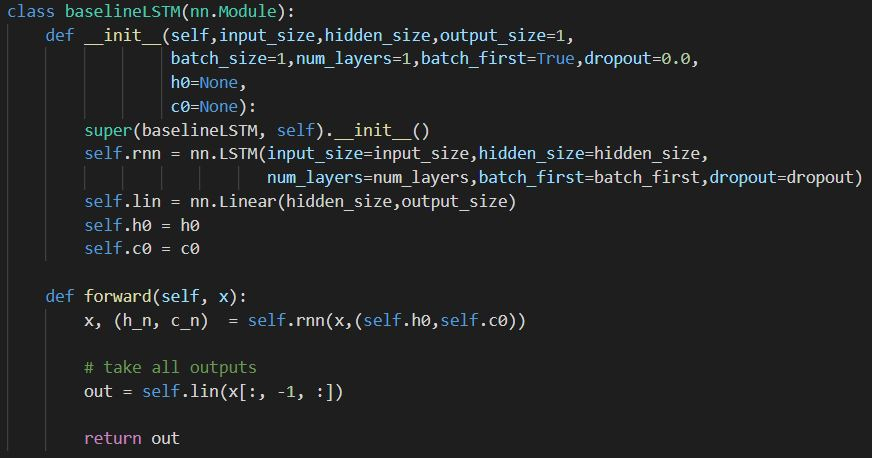 class baselineLSTM(nn.Module):
    def __init__(self,input_size,hidden_size,output_size=1,
                 batch_size=1,num_layers=1,batch_first=True,dropout=0.0,
                 h0=None,
                 c0=None):
        super(baselineLSTM, self).__init__()
        self.rnn = nn.LSTM(input_size=input_size,hidden_size=hidden_size,
                           num_layers=num_layers,batch_first=batch_first,dropout=dropout)
        self.lin = nn.Linear(hidden_size,output_size)
        self.h0 = h0
        self.c0 = c0

    def forward(self, x):
        x, (h_n, c_n)  = self.rnn(x,(self.h0,self.c0))

        # take all outputs
        out = self.lin(x[:, -1, :])

        return out